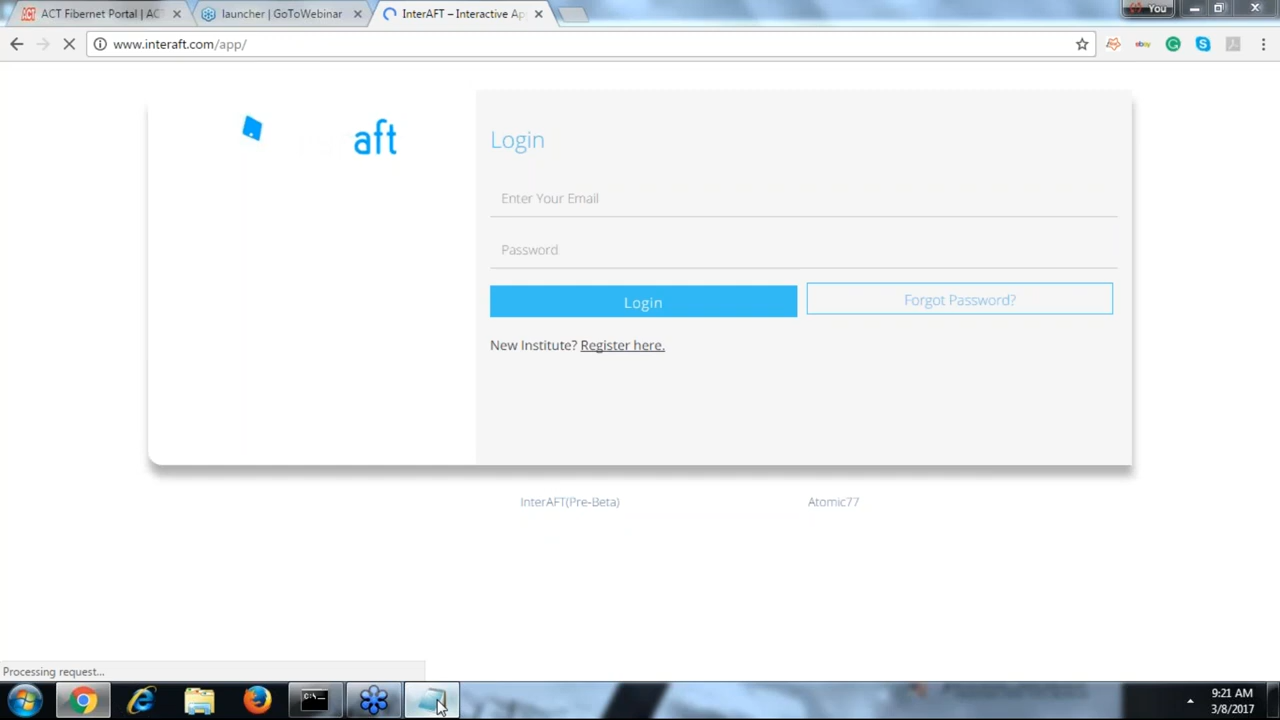 ACT Fibernet Portal | ACT
launcher | GoToWebinar
InterAFT – Interactive Ap
You
www.interaft.com/app/
ebay
aft
Login
Enter Your Email
Password
Login
Forgot Password?
New Institute? Register here.
InterAFT(Pre-Beta)
Atomic77
Processing request...
9:21 AM
3/8/2017